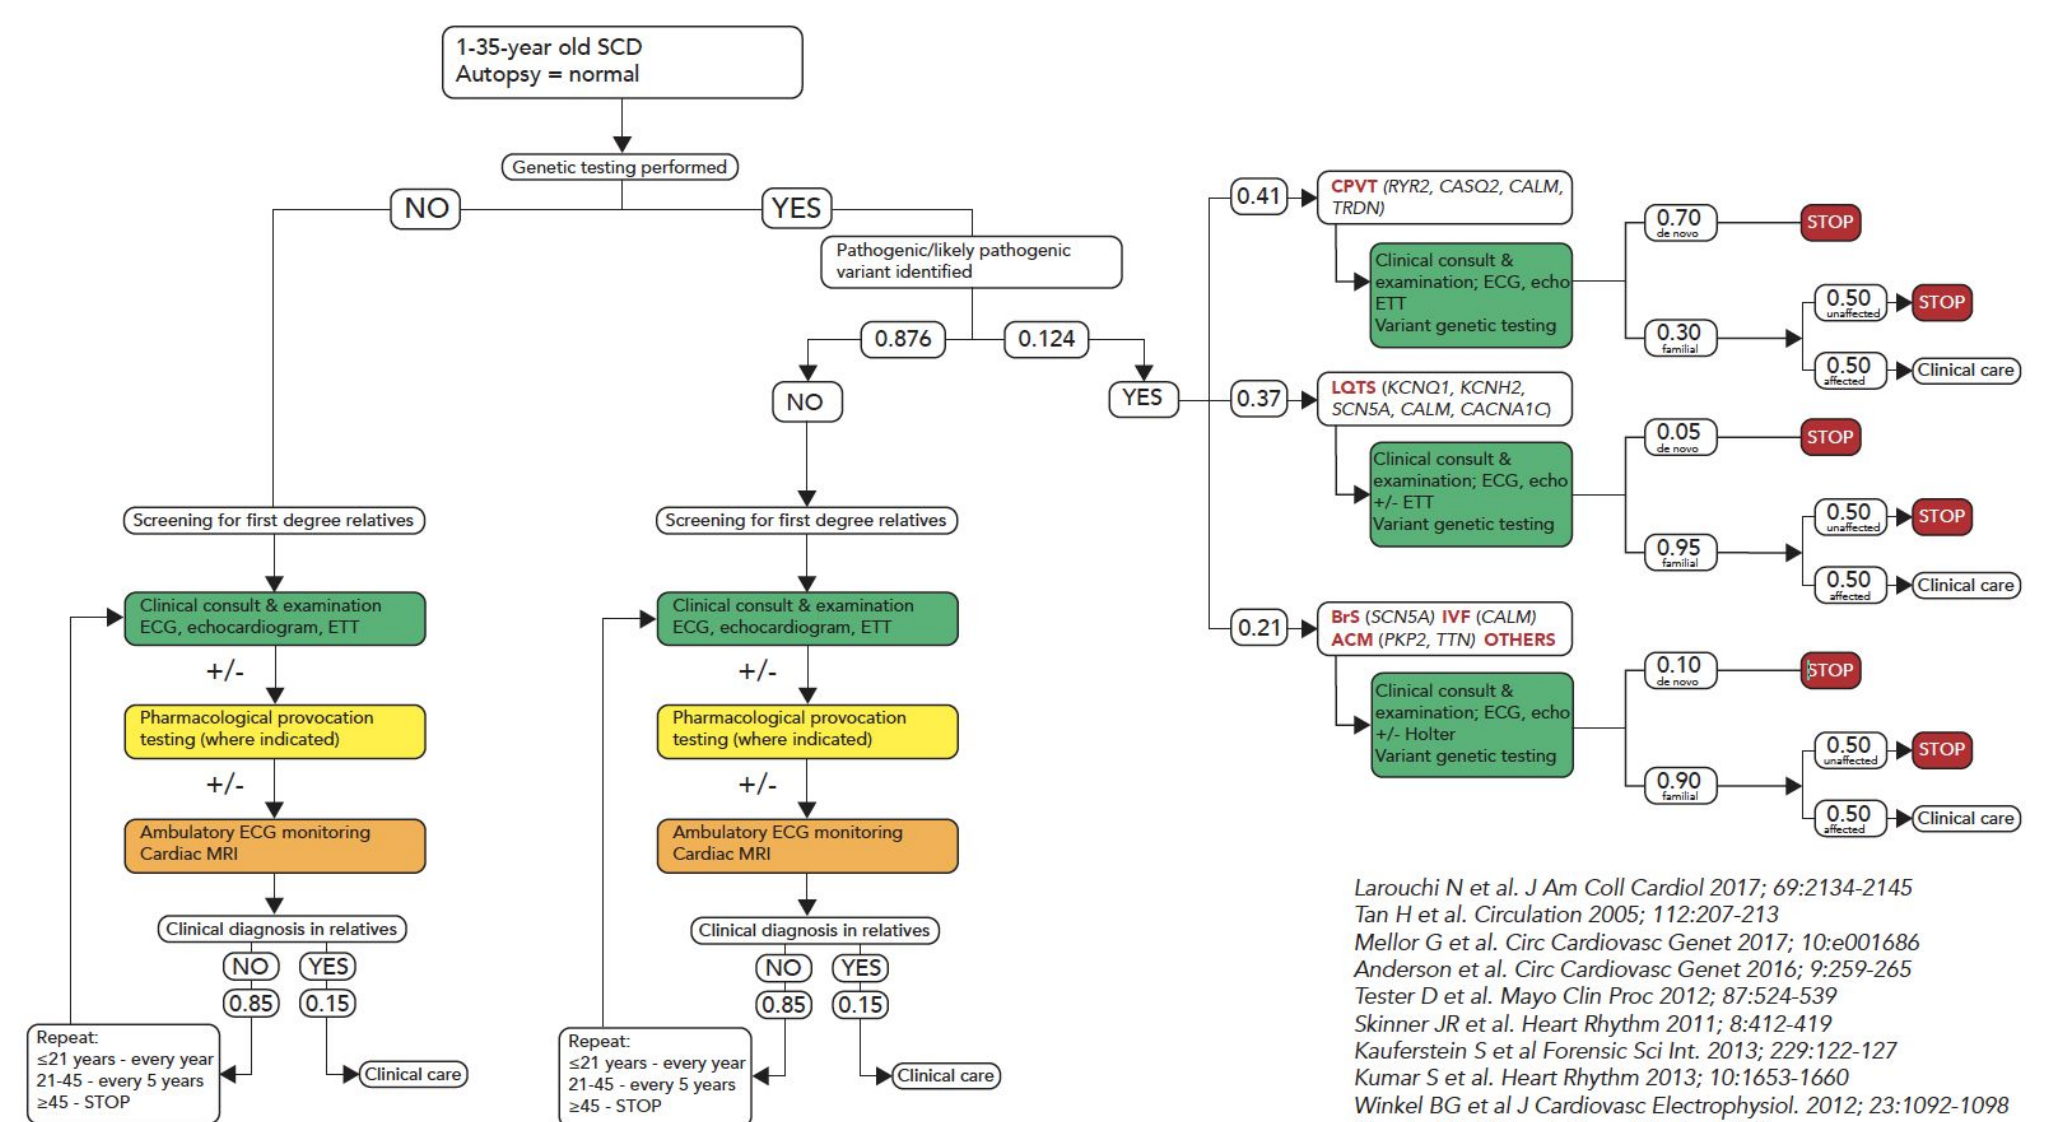 1-35-year old SCD
Autopsy = normal
Genetic testing performed
NO
YES
Pathogenic/likely pathogenic
variant identified
0.876
0.124
NO
YES
Screening for first degree relatives
Clinical consult & examination
ECG, echocardiogram, ETT
+/-
Pharmacological provocation
testing (where indicated)
+/-
Ambulatory ECG monitoring
Cardiac MRI
Clinical diagnosis in relatives
NO
YES
0.85
0.15
Repeat:
≤21 years - every year
21-45 - every 5 years
≥45 - STOP
Clinical care
Screening for first degree relatives
Clinical consult & examination
ECG, echocardiogram, ETT
+/-
Pharmacological provocation
testing (where indicated)
+/-
Ambulatory ECG monitoring
Cardiac MRI
Clinical diagnosis in relatives
NO
YES
0.85
0.15
Repeat:
≤21 years - every year
21-45 - every 5 years
≥45 - STOP
Clinical care
0.41
CPVT (RYR2, CASQ2, CALM,
TRDN)
Clinical consult &
examination; ECG, echo
ETT
Variant genetic testing
0.70
de novo
STOP
0.30
familial
0.50
unaffected
STOP
0.50
affected
Clinical care
0.37
LQTS (KCNQ1, KCNH2,
SCN5A, CALM, CACNA1C)
Clinical consult &
examination; ECG, echo
+/- ETT
Variant genetic testing
0.05
de novo
STOP
0.95
familial
0.50
unaffected
STOP
0.50
affected
Clinical care
0.21
BrS (SCN5A) IVF (CALM)
ACM (PKP2, TTN) OTHERS
Clinical consult &
examination; ECG, echo
+/- Holter
Variant genetic testing
0.10
de novo
STOP
0.90
familial
0.50
unaffected
STOP
0.50
affected
Clinical care
Larouchi N et al. J Am Coll Cardiol 2017; 69:2134-2145
Tan H et al. Circulation 2005; 112:207-213
Mellor G et al. Circ Cardiovasc Genet 2017; 10:e001686
Anderson et al. Circ Cardiovasc Genet 2016; 9:259-265
Tester D et al. Mayo Clin Proc 2012; 87:524-539
Skinner JR et al. Heart Rhythm 2011; 8:412-419
Kauferstein S et al Forensic Sci Int. 2013; 229:122-127
Kumar S et al. Heart Rhythm 2013; 10:1653-1660
Winkel BG et al J Cardiovasc Electrophysiol. 2012; 23:1092-1098